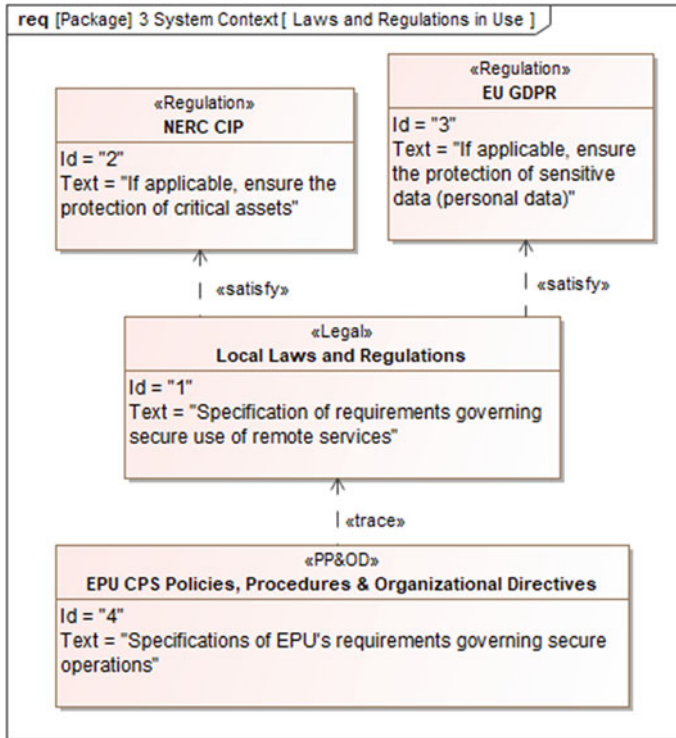 req [Package] 3 System Context [ Laws and Regulations in Use ]
«Regulation»
NERC CIP
Id = "2"
Text = "If applicable, ensure the
protection of critical assets"
«Regulation»
EU GDPR
Id = "3"
Text = "If applicable, ensure
the protection of sensitive
data (personal data)"
«satisfy»
«satisfy»
«Legal»
Local Laws and Regulations
Id = "1"
Text = "Specification of requirements governing
secure use of remote services"
«trace»
«PP&OD»
EPU CPS Policies, Procedures & Organizational Directives
Id = "4"
Text = "Specifications of EPU's requirements governing secure
operations"